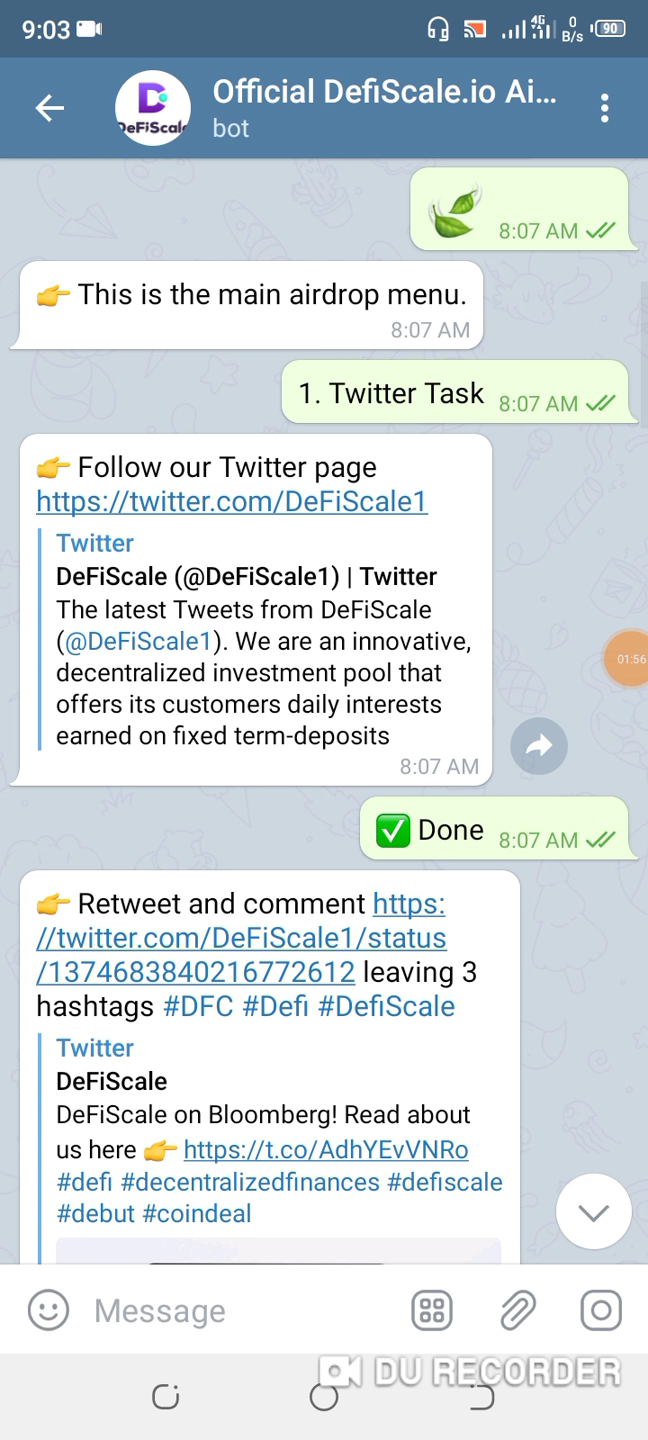 9:03
4G
0
B/s
90
DeFiScale
Official DefiScale.io Ai...
bot
8:07 AM
👉 This is the main airdrop menu.
8:07 AM
1. Twitter Task 8:07 AM
👉 Follow our Twitter page
https://twitter.com/DeFiScale1
Twitter
DeFiScale (@DeFiScale1) | Twitter
The latest Tweets from DeFiScale
(@DeFiScale1). We are an innovative,
decentralized investment pool that
offers its customers daily interests
earned on fixed term-deposits
8:07 AM
01:56
✅ Done 8:07 AM
👉 Retweet and comment https:
//twitter.com/DeFiScale1/status
/1374683840216772612 leaving 3
hashtags #DFC #Defi #DefiScale
Twitter
DeFiScale
DeFiScale on Bloomberg! Read about
us here 👉 https://t.co/AdhYEvVNRo
#defi #decentralizedfinances #defiscale
#debut #coindeal
Message
DU RECORDER